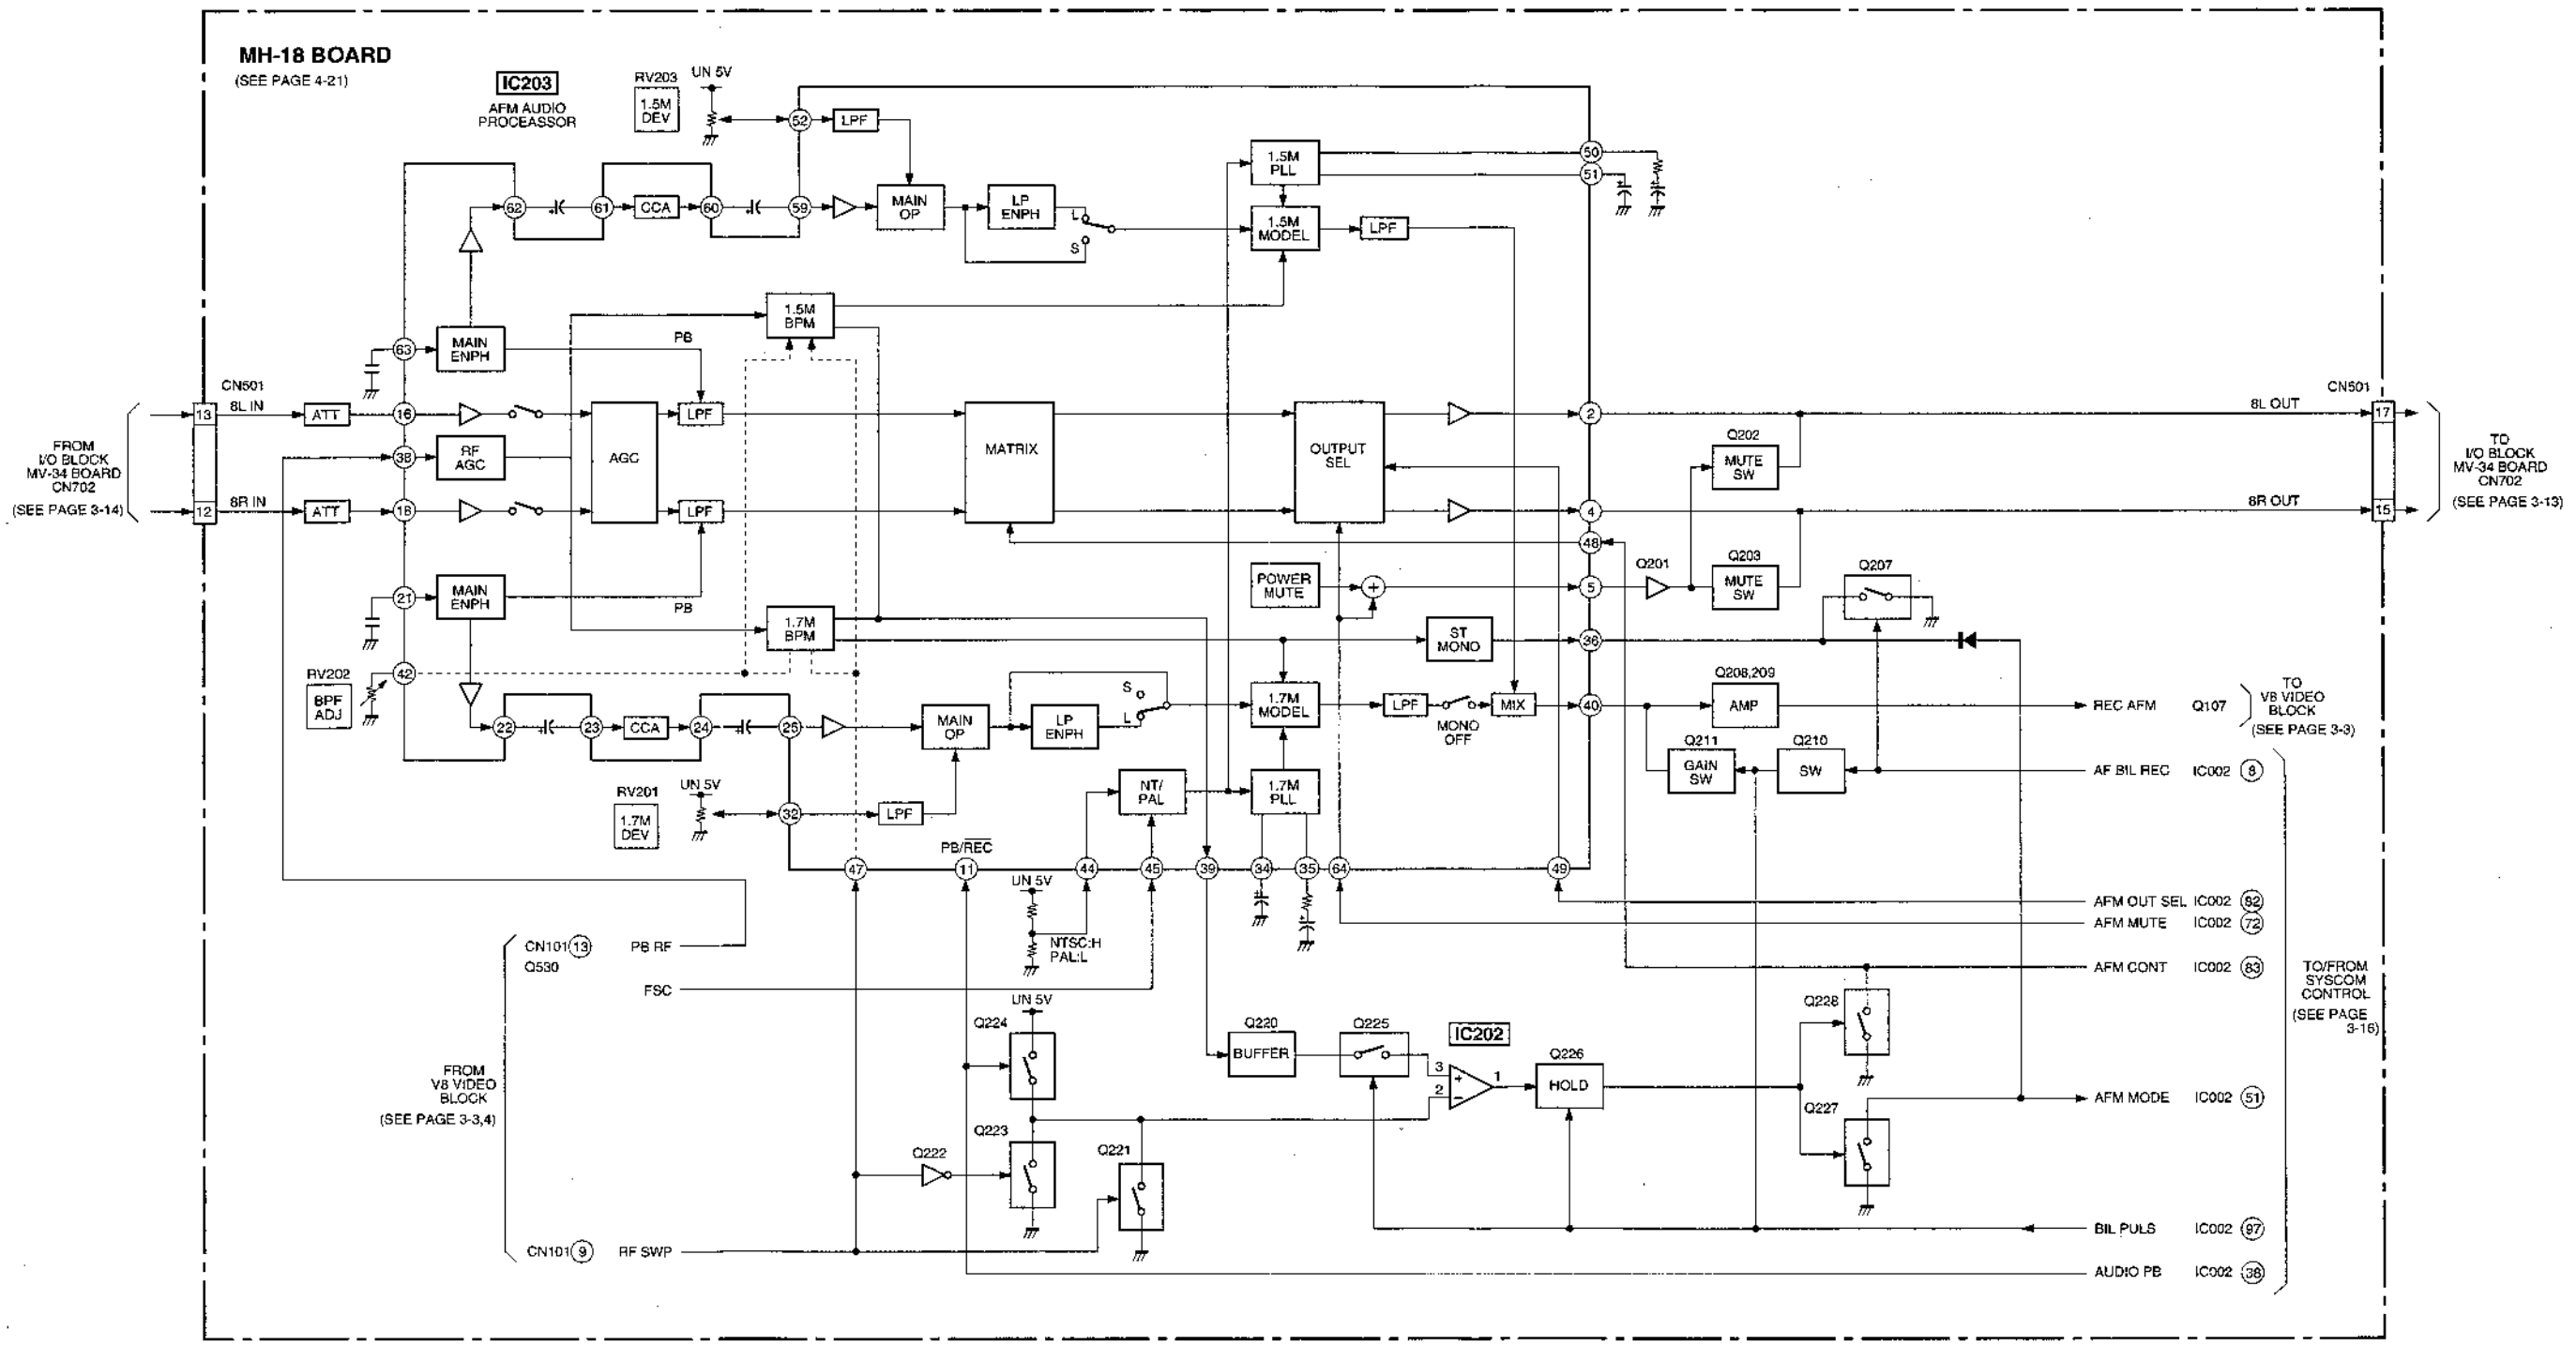 MH-18 BOARD
(SEE PAGE 4-21)
IC203
AFM AUDIO
PROCEASSOR
RV203
1.5M
DEV
UN 5V
52
LPF
62
61
CCA
60
59
MAIN
OP
LP
ENPH
L
S
1.5M
PLL
50
51
1.5M
MODEL
LPF
1.5M
BPM
63
MAIN
ENPH
PB
CN501
13
8L IN
ATT
16
LPF
38
RF
AGC
AGC
MATRIX
OUTPUT
SEL
2
12
8R IN
ATT
18
LPF
4
48
FROM
I/O BLOCK
MV-34 BOARD
CN702
(SEE PAGE 3-14)
CN501
8L OUT
17
8R OUT
15
TO
I/O BLOCK
MV-34 BOARD
CN702
(SEE PAGE 3-13)
Q202
MUTE
SW
Q203
MUTE
SW
Q201
5
POWER
MUTE
+
Q207
21
MAIN
ENPH
PB
1.7M
BPM
ST
MONO
36
RV202
BPF
ADJ
42
22
23
CCA
24
25
MAIN
OP
LP
ENPH
S
L
1.7M
MODEL
LPF
MONO
OFF
MIX
40
Q208,209
AMP
REC AFM
Q107
TO
V8 VIDEO
BLOCK
(SEE PAGE 3-3)
Q211
GAIN
SW
Q210
SW
AF BIL REC
IC002
8
RV201
1.7M
DEV
UN 5V
32
LPF
NT/
PAL
1.7M
PLL
PB/REC
47
11
44
45
39
34
35
64
49
UN 5V
NTSC:H
PAL:L
AFM OUT SEL IC002 82
AFM MUTE IC002 72
AFM CONT IC002 83
CN101 13
Q530
PB RF
FSC
UN 5V
Q224
Q220
BUFFER
Q225
IC202
3
+
2
−
1
Q226
HOLD
Q228
Q227
AFM MODE IC002 51
TO/FROM
SYSCOM
CONTROL
(SEE PAGE
3-16)
FROM
V8 VIDEO
BLOCK
(SEE PAGE 3-3,4)
Q223
Q222
Q221
CN101 9
RF SWP
BIL PULS IC002 97
AUDIO PB IC002 38